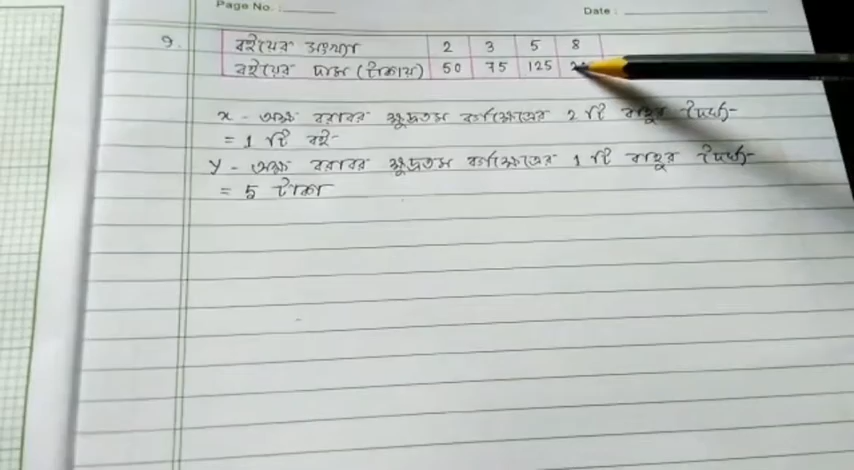 Page No. :
Date :
9. বইয়ের সংখ্যা 2 3 5 8
বইয়ের দাম (টাকায়) 50 75 125
x - অক্ষ বরাবর ক্ষুদ্রতম বর্গক্ষেত্রের 2 টি বাহুর দৈর্ঘ্য
= 1 টি বই
y - অক্ষ বরাবর ক্ষুদ্রতম বর্গক্ষেত্রের 1 টি বাহুর দৈর্ঘ্য
= 5 টাকা